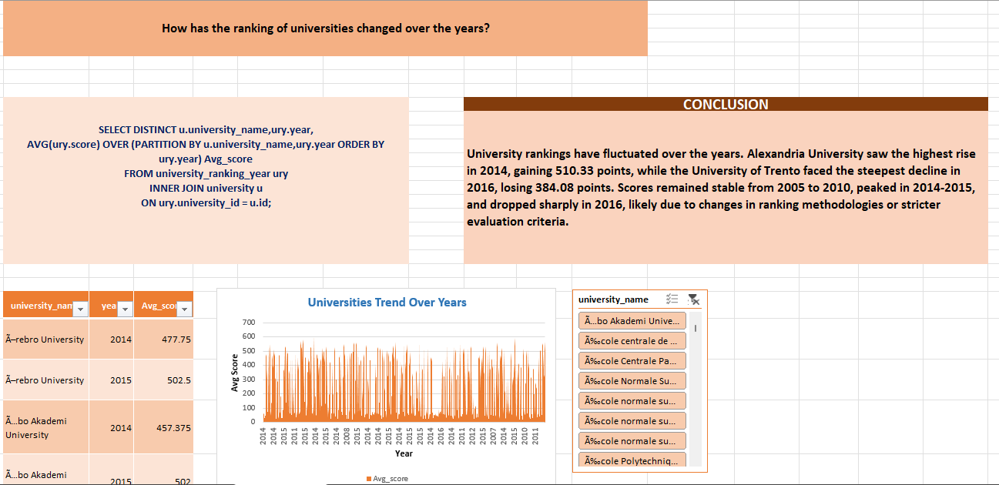 How has the ranking of universities changed over the years?
SELECT DISTINCT u.university_name,ury.year,
AVG(ury.score) OVER (PARTITION BY u.university_name,ury.year ORDER BY
ury.year) Avg_score
FROM university_ranking_year ury
INNER JOIN university u
ON ury.university_id = u.id;
CONCLUSION
University rankings have fluctuated over the years. Alexandria University saw the highest rise
in 2014, gaining 510.33 points, while the University of Trento faced the steepest decline in
2016, losing 384.08 points. Scores remained stable from 2005 to 2010, peaked in 2014-2015,
and dropped sharply in 2016, likely due to changes in ranking methodologies or stricter
evaluation criteria.
university_nam yea Avg_scor
Ã–rebro University 2014 477.75
Ã–rebro University 2015 502.5
Ã…bo Akademi
University 2014 457.375
Ã…bo Akademi
2015 502
Universities Trend Over Years
700
600
500
400
300
200
100
0
Avg Score
2014 2014 2015 2011 2015 2014 2015 2014 2008 2015 2014 2014 2015 2014 2015 2014 2015 2016 2014 2011 2012 2015 2007 2014 2015 2010 2011
Year
Avg_score
university_name
Ã…bo Akademi Unive...
Ã‰cole centrale de ...
Ã‰cole Centrale Pa...
Ã‰cole Normale Su...
Ã‰cole normale su...
Ã‰cole normale su...
Ã‰cole normale su...
Ã‰cole Polytechniq...